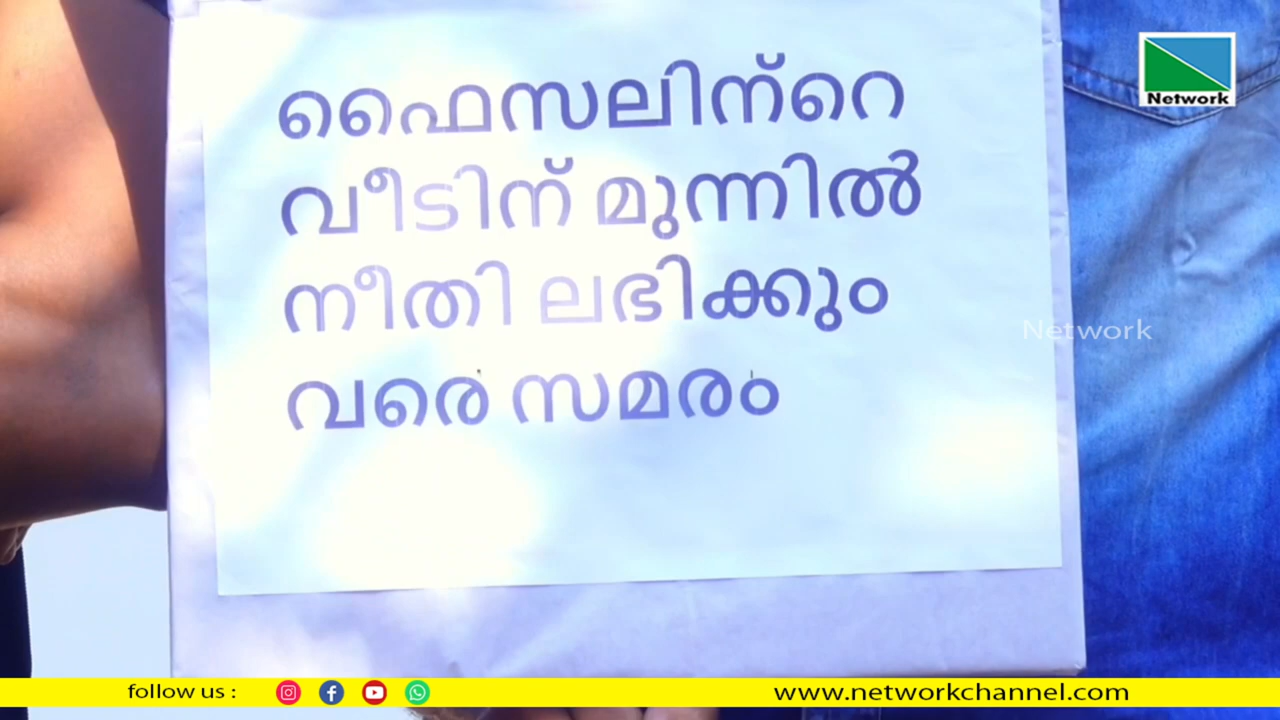 Network
ഫൈസലിന്റെ
വീടിന് മുന്നിൽ
നീതി ലഭിക്കും
Network
വരെ സമരം
follow us :
www.networkchannel.com